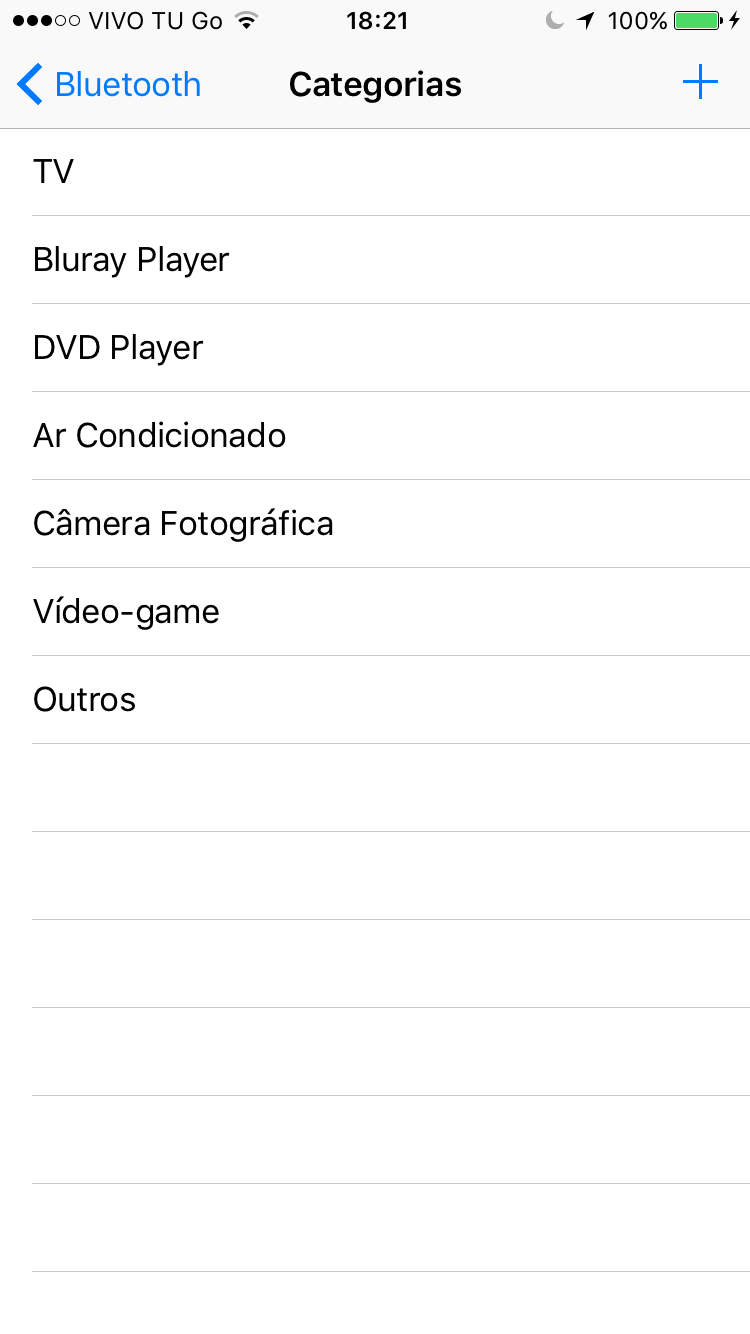 VIVO TU Go 18:21 100%
Bluetooth Categorias
TV
Bluray Player
DVD Player
Ar Condicionado
Câmera Fotográfica
Vídeo-game
Outros